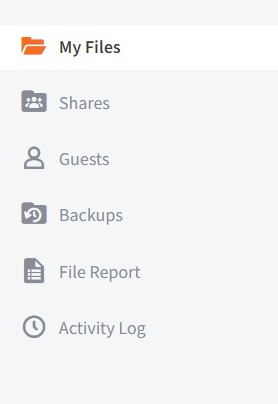 My Files
Shares
Guests
Backups
File Report
Activity Log